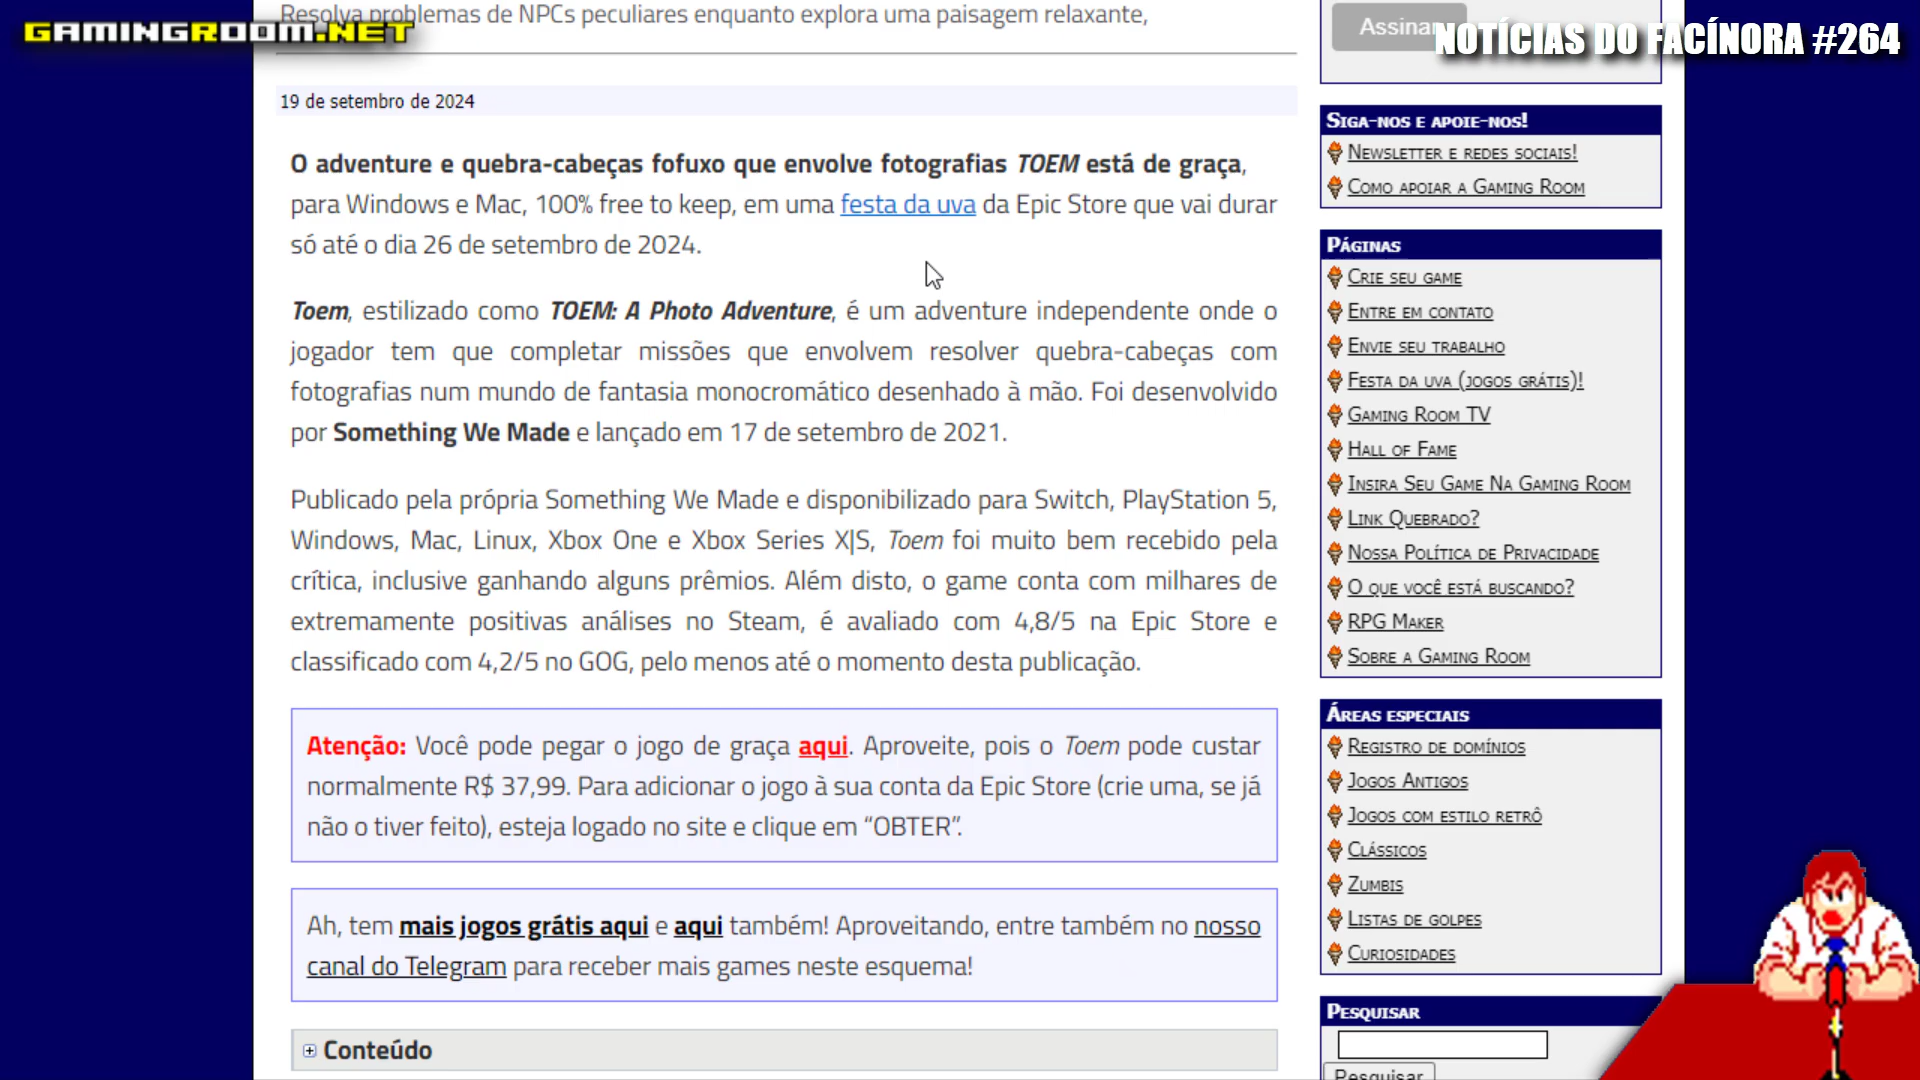 Resolva problemas de NPCs peculiares enquanto explora uma paisagem relaxante,
GAMINGROOM.NET
Assinar
NOTÍCIAS DO FACÍNORA #264
19 de setembro de 2024
O adventure e quebra-cabeças fofuxo que envolve fotografias TOEM está de graça,
para Windows e Mac, 100% free to keep, em uma festa da uva da Epic Store que vai durar
só até o dia 26 de setembro de 2024.
Toem, estilizado como TOEM: A Photo Adventure, é um adventure independente onde o
jogador tem que completar missões que envolvem resolver quebra-cabeças com
fotografias num mundo de fantasia monocromático desenhado à mão. Foi desenvolvido
por Something We Made e lançado em 17 de setembro de 2021.
Publicado pela própria Something We Made e disponibilizado para Switch, PlayStation 5,
Windows, Mac, Linux, Xbox One e Xbox Series X|S, Toem foi muito bem recebido pela
crítica, inclusive ganhando alguns prêmios. Além disto, o game conta com milhares de
extremamente positivas análises no Steam, é avaliado com 4,8/5 na Epic Store e
classificado com 4,2/5 no GOG, pelo menos até o momento desta publicação.
Atenção: Você pode pegar o jogo de graça aqui. Aproveite, pois o Toem pode custar
normalmente R$ 37,99. Para adicionar o jogo à sua conta da Epic Store (crie uma, se já
não o tiver feito), esteja logado no site e clique em “OBTER”.
Ah, tem mais jogos grátis aqui e aqui também! Aproveitando, entre também no nosso
canal do Telegram para receber mais games neste esquema!
Conteúdo
Siga-nos e apoie-nos!
Newsletter e redes sociais!
Como apoiar a Gaming Room
Páginas
Crie seu game
Entre em contato
Envie seu trabalho
Festa da uva (jogos grátis)!
Gaming Room TV
Hall of Fame
Insira Seu Game Na Gaming Room
Link Quebrado?
Nossa Política de Privacidade
O que você está buscando?
RPG Maker
Sobre a Gaming Room
Áreas especiais
Registro de domínios
Jogos Antigos
Jogos com estilo retrô
Clássicos
Zumbis
Listas de golpes
Curiosidades
Pesquisar
Pesquisar